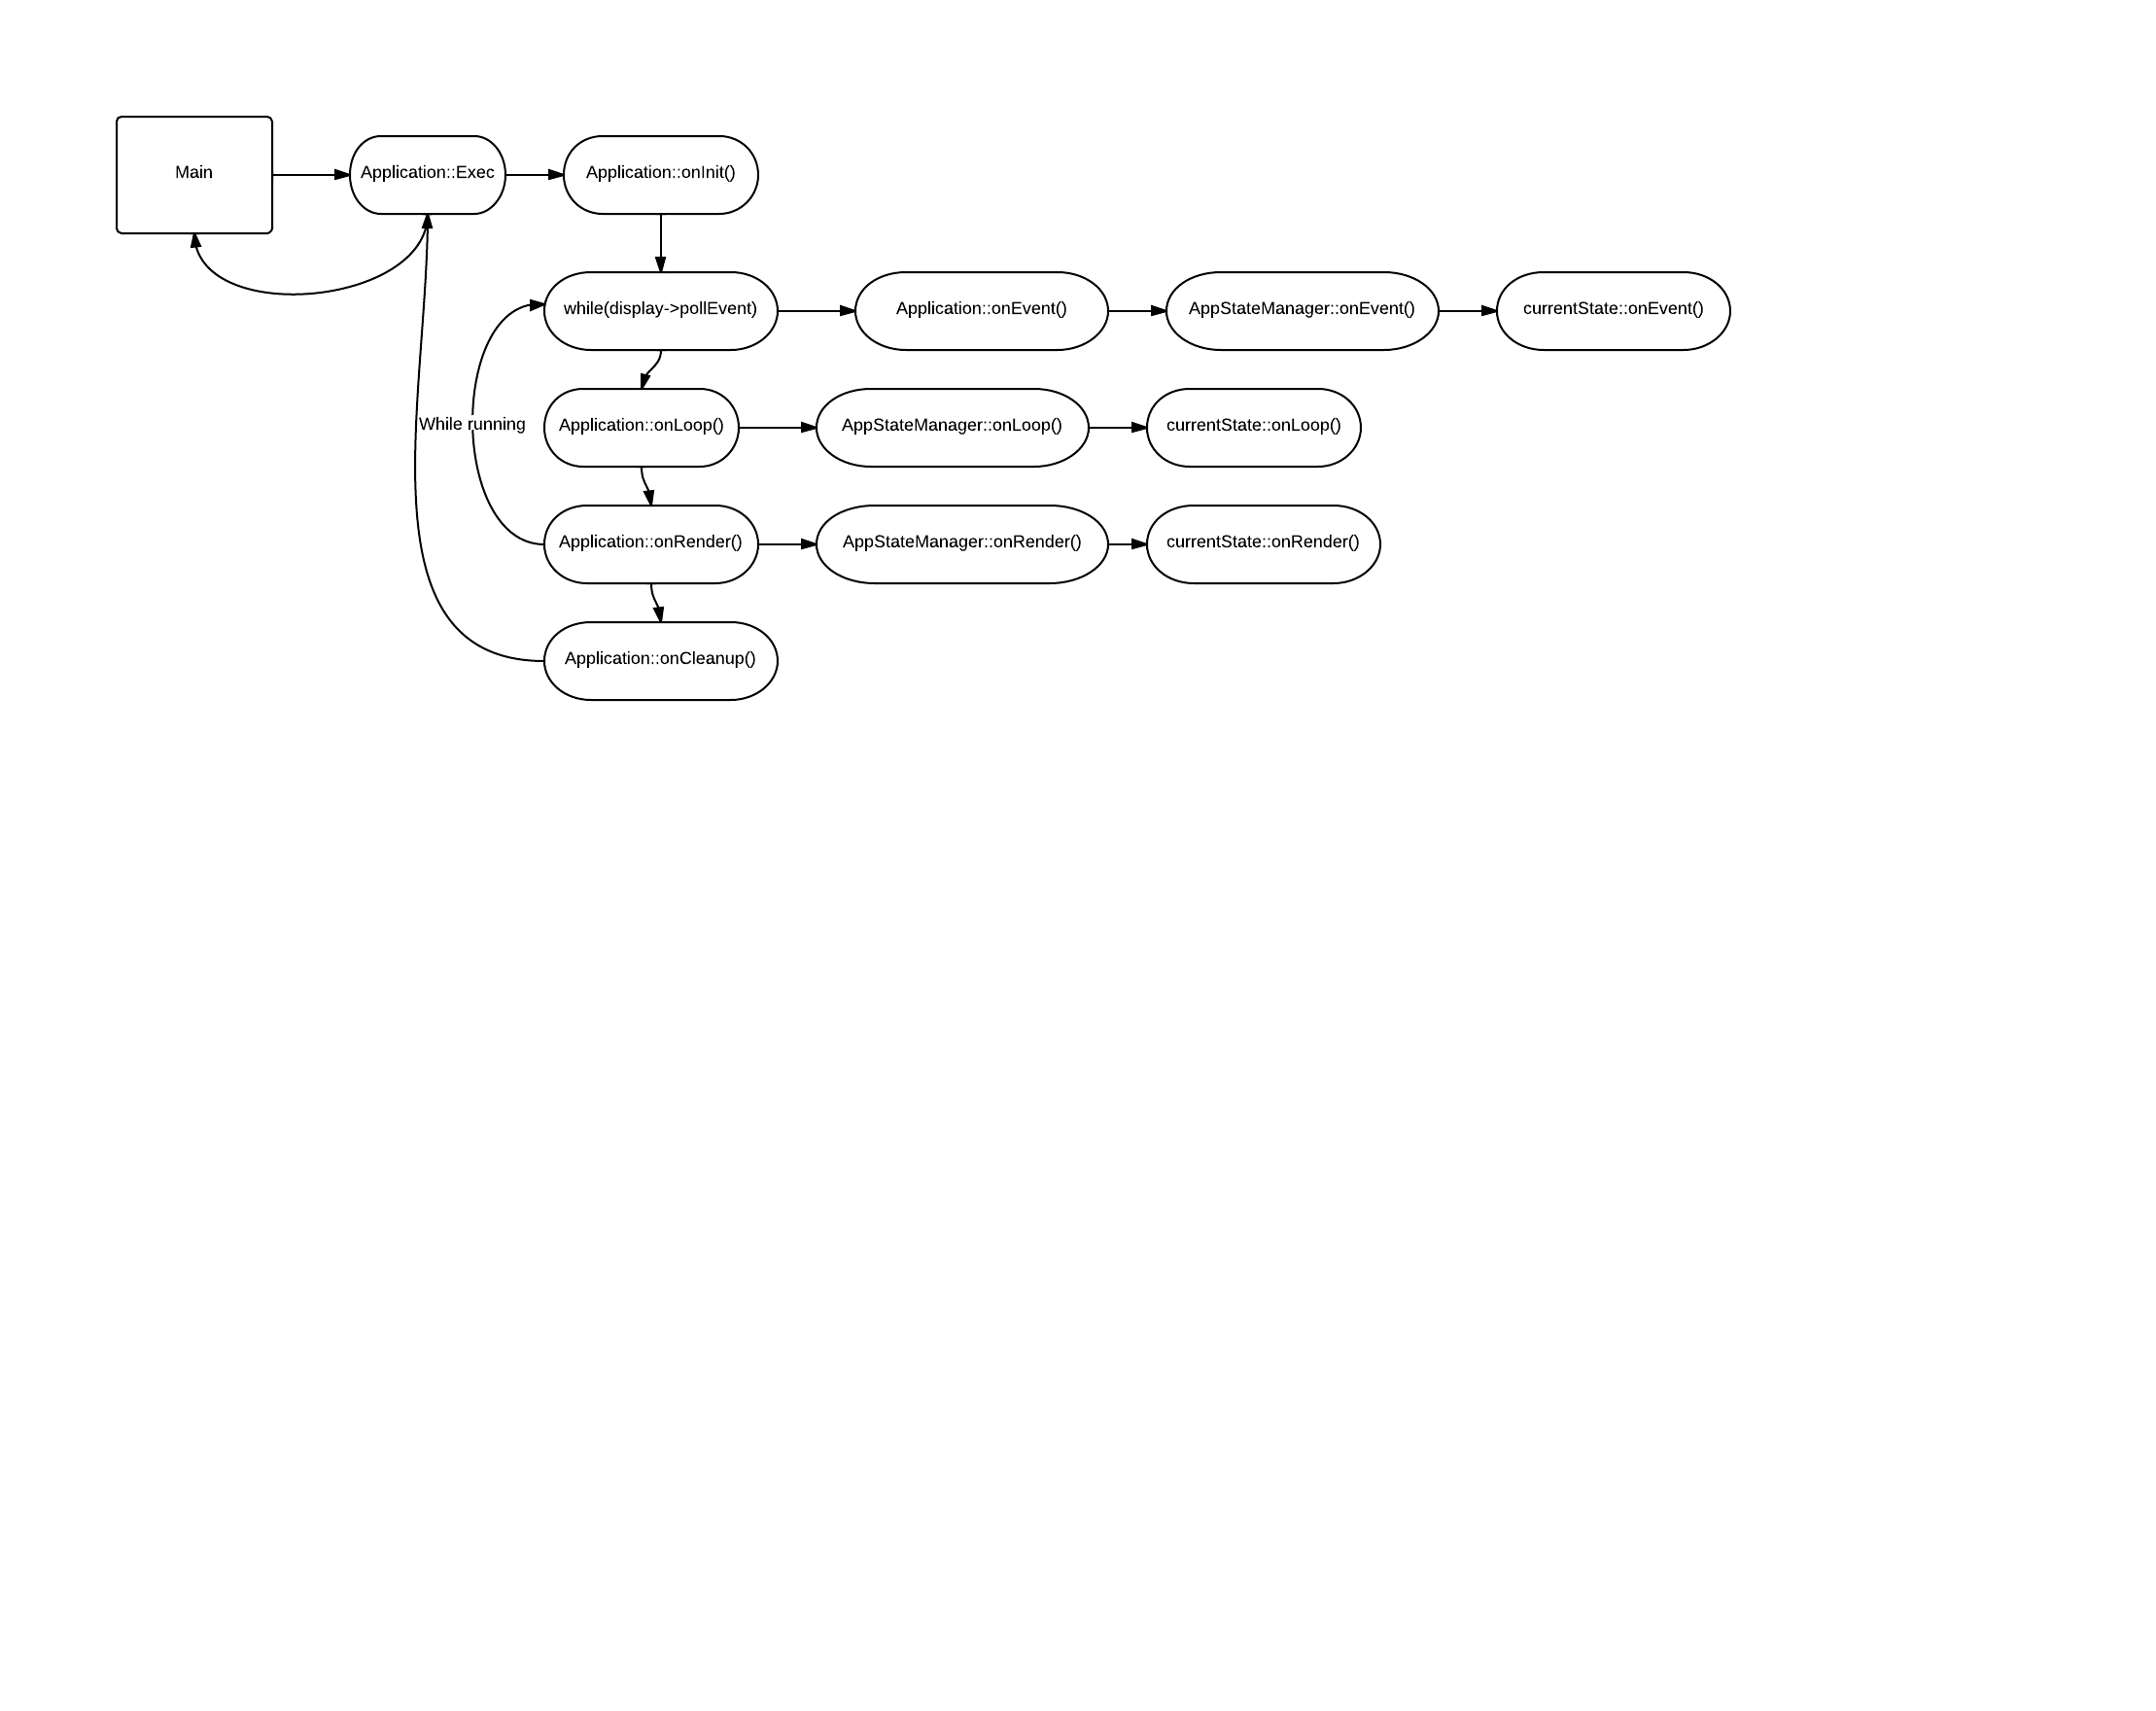 Main
Application::Exec
Application::onInit()
while(display->pollEvent)
Application::onEvent()
AppStateManager::onEvent()
currentState::onEvent()
While running
Application::onLoop()
AppStateManager::onLoop()
currentState::onLoop()
Application::onRender()
AppStateManager::onRender()
currentState::onRender()
Application::onCleanup()